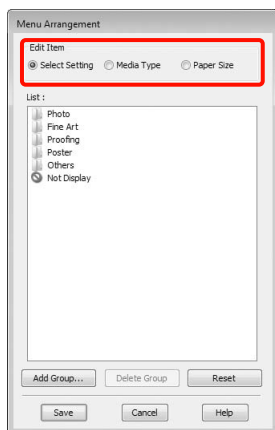 Menu Arrangement
Edit Item
Select Setting Media Type Paper Size
List :
Photo
Fine Art
Proofing
Poster
Others
Not Display
Add Group... Delete Group Reset
Save Cancel Help